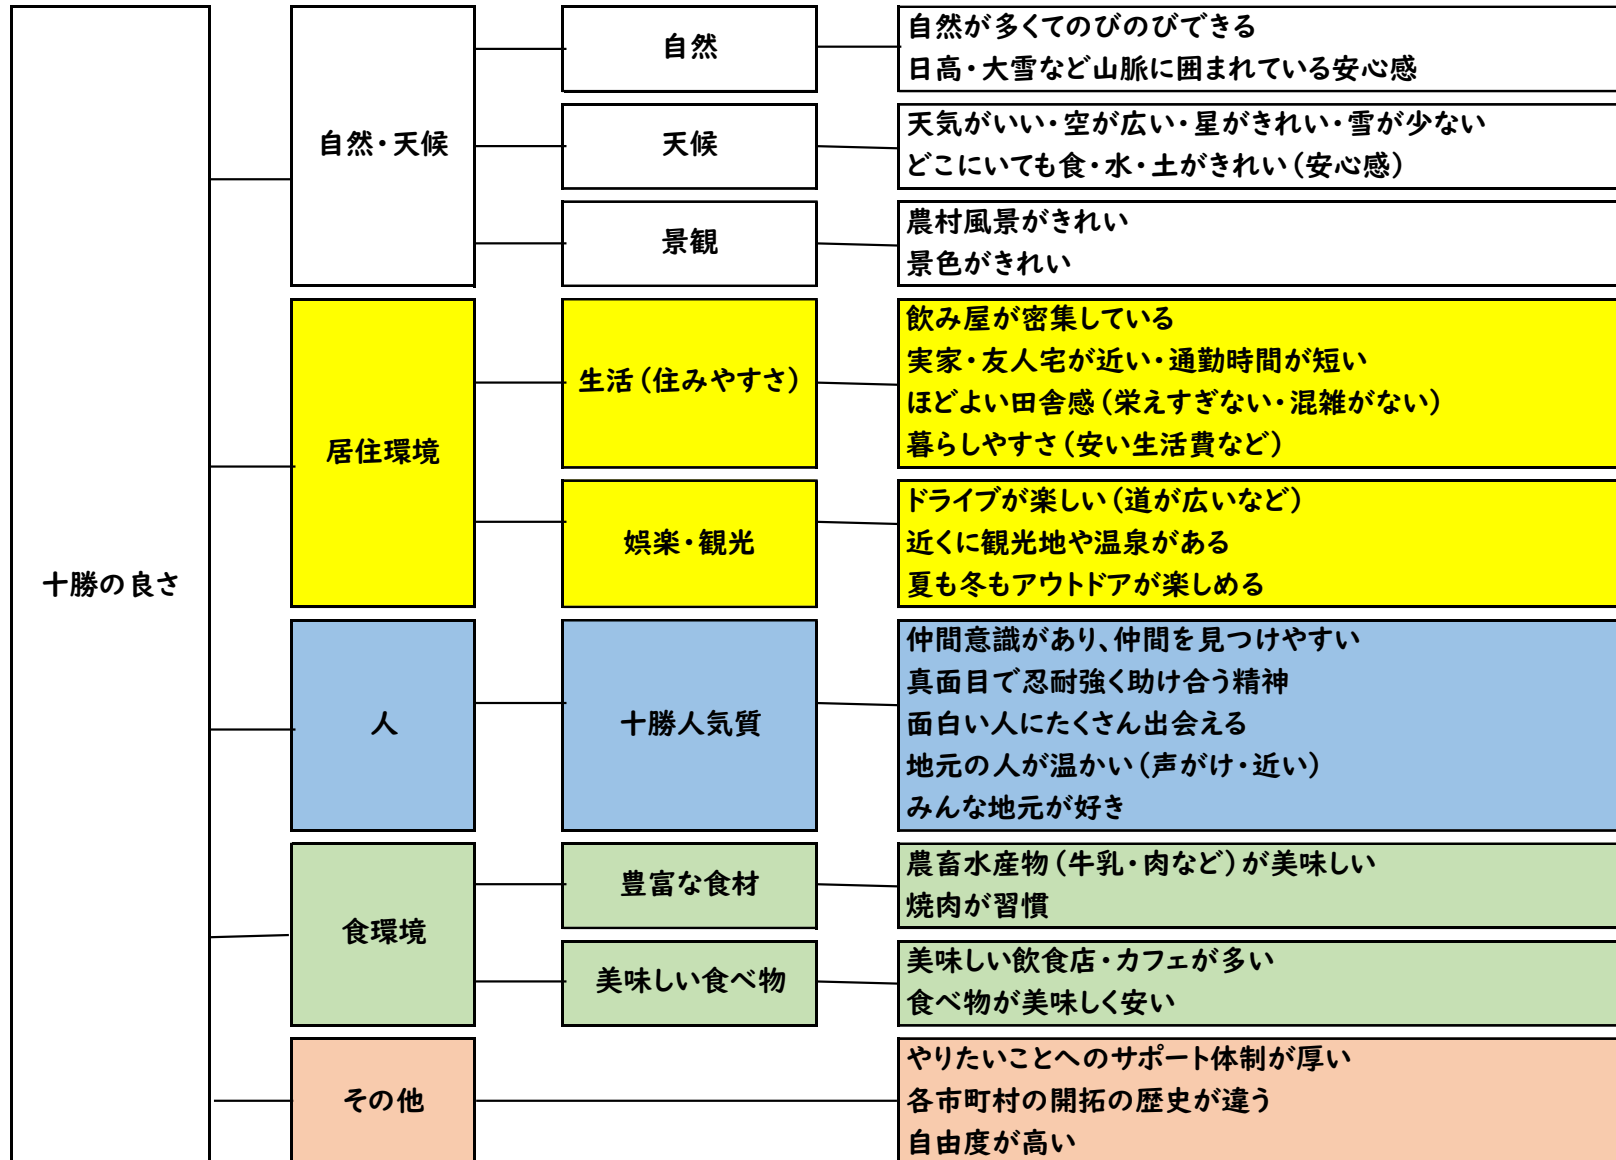 十勝の良さ
自然・天候
自然
自然が多くてのびのびできる
日高・大雪など山脈に囲まれている安心感
天候
天気がいい・空が広い・星がきれい・雪が少ない
どこにいても食・水・土がきれい（安心感）
景観
農村風景がきれい
景色がきれい
居住環境
生活（住みやすさ）
飲み屋が密集している
実家・友人宅が近い・通勤時間が短い
ほどよい田舎感（栄えすぎない・混雑がない）
暮らしやすさ（安い生活費など）
娯楽・観光
ドライブが楽しい（道が広いなど）
近くに観光地や温泉がある
夏も冬もアウトドアが楽しめる
人
十勝人気質
仲間意識があり、仲間を見つけやすい
真面目で忍耐強く助け合う精神
面白い人にたくさん出会える
地元の人が温かい（声がけ・近い）
みんな地元が好き
食環境
豊富な食材
農畜水産物（牛乳・肉など）が美味しい
焼肉が習慣
美味しい食べ物
美味しい飲食店・カフェが多い
食べ物が美味しく安い
その他
やりたいことへのサポート体制が厚い
各市町村の開拓の歴史が違う
自由度が高い